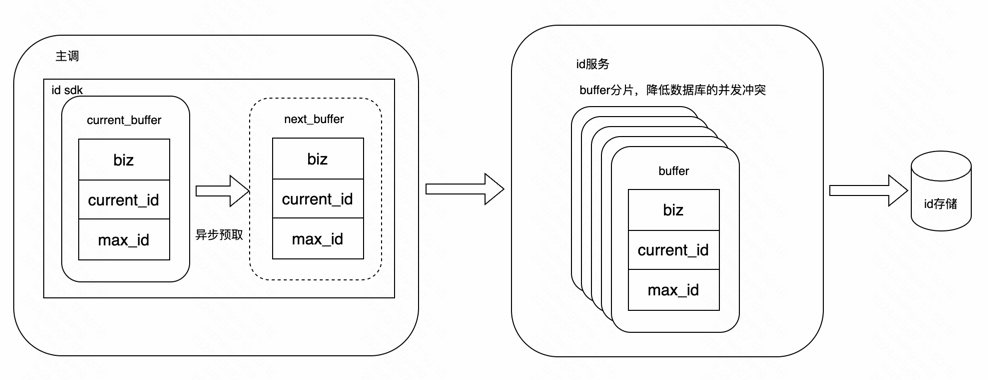 主调
id sdk
current_buffer
biz
current_id
max_id
异步预取
next_buffer
biz
current_id
max_id
id服务
buffer分片，降低数据库的并发冲突
buffer
biz
current_id
max_id
id存储